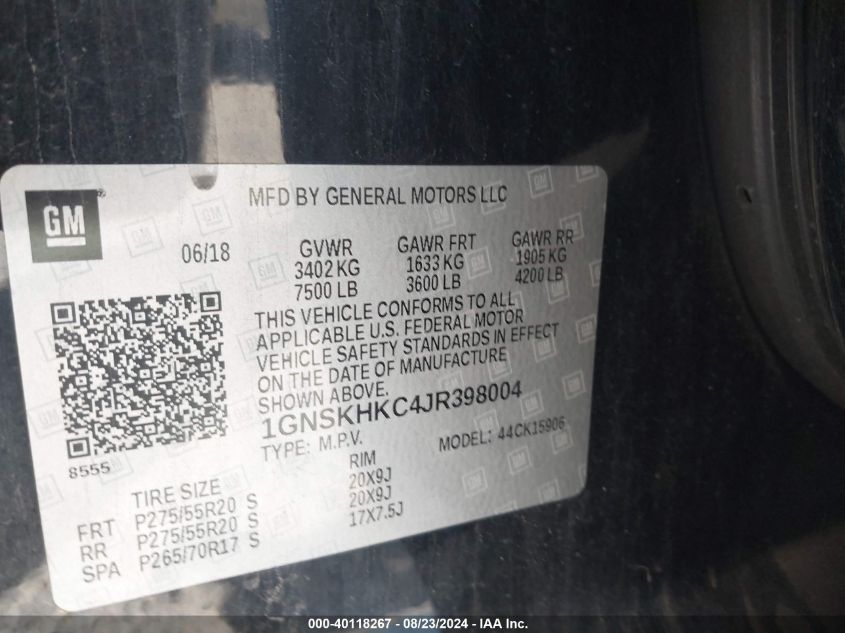 GM
®
MFD BY GENERAL MOTORS LLC
06/18
GVWR GAWR FRT GAWR RR
3402 KG 1633 KG 1905 KG
7500 LB 3600 LB 4200 LB
THIS VEHICLE CONFORMS TO ALL
APPLICABLE U.S. FEDERAL MOTOR
VEHICLE SAFETY STANDARDS IN EFFECT
ON THE DATE OF MANUFACTURE
SHOWN ABOVE.
1GNSKHKC4JR398004
TYPE: M.P.V. MODEL: 44CK15906
8555
TIRE SIZE RIM
FRT P275/55R20 S 20X9J
RR P275/55R20 S 20X9J
SPA P265/70R17 S 17X7.5J
000-40118267 - 08/23/2024 - IAA Inc.